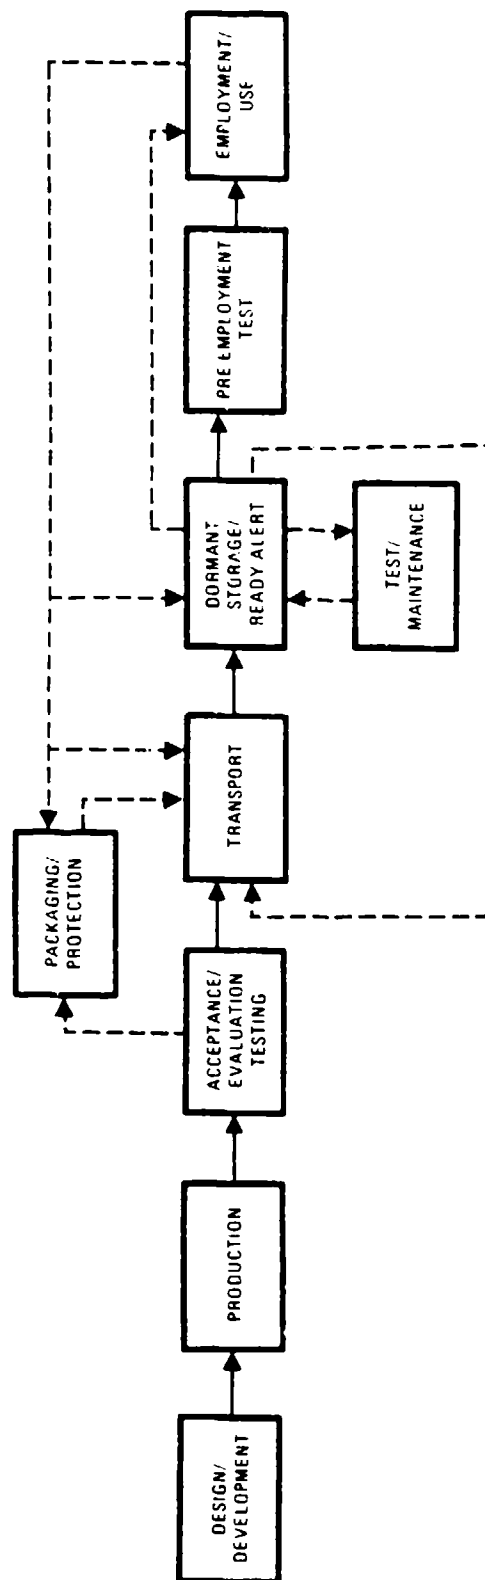 DESIGN/
DEVELOPMENT
PRODUCTION
ACCEPTANCE/
EVALUATION
TESTING
PACKAGING/
PROTECTION
TRANSPORT
DORMANT
STORAGE/
READY ALERT
TEST/
MAINTENANCE
PRE EMPLOYMENT
TEST
EMPLOYMENT/
USE